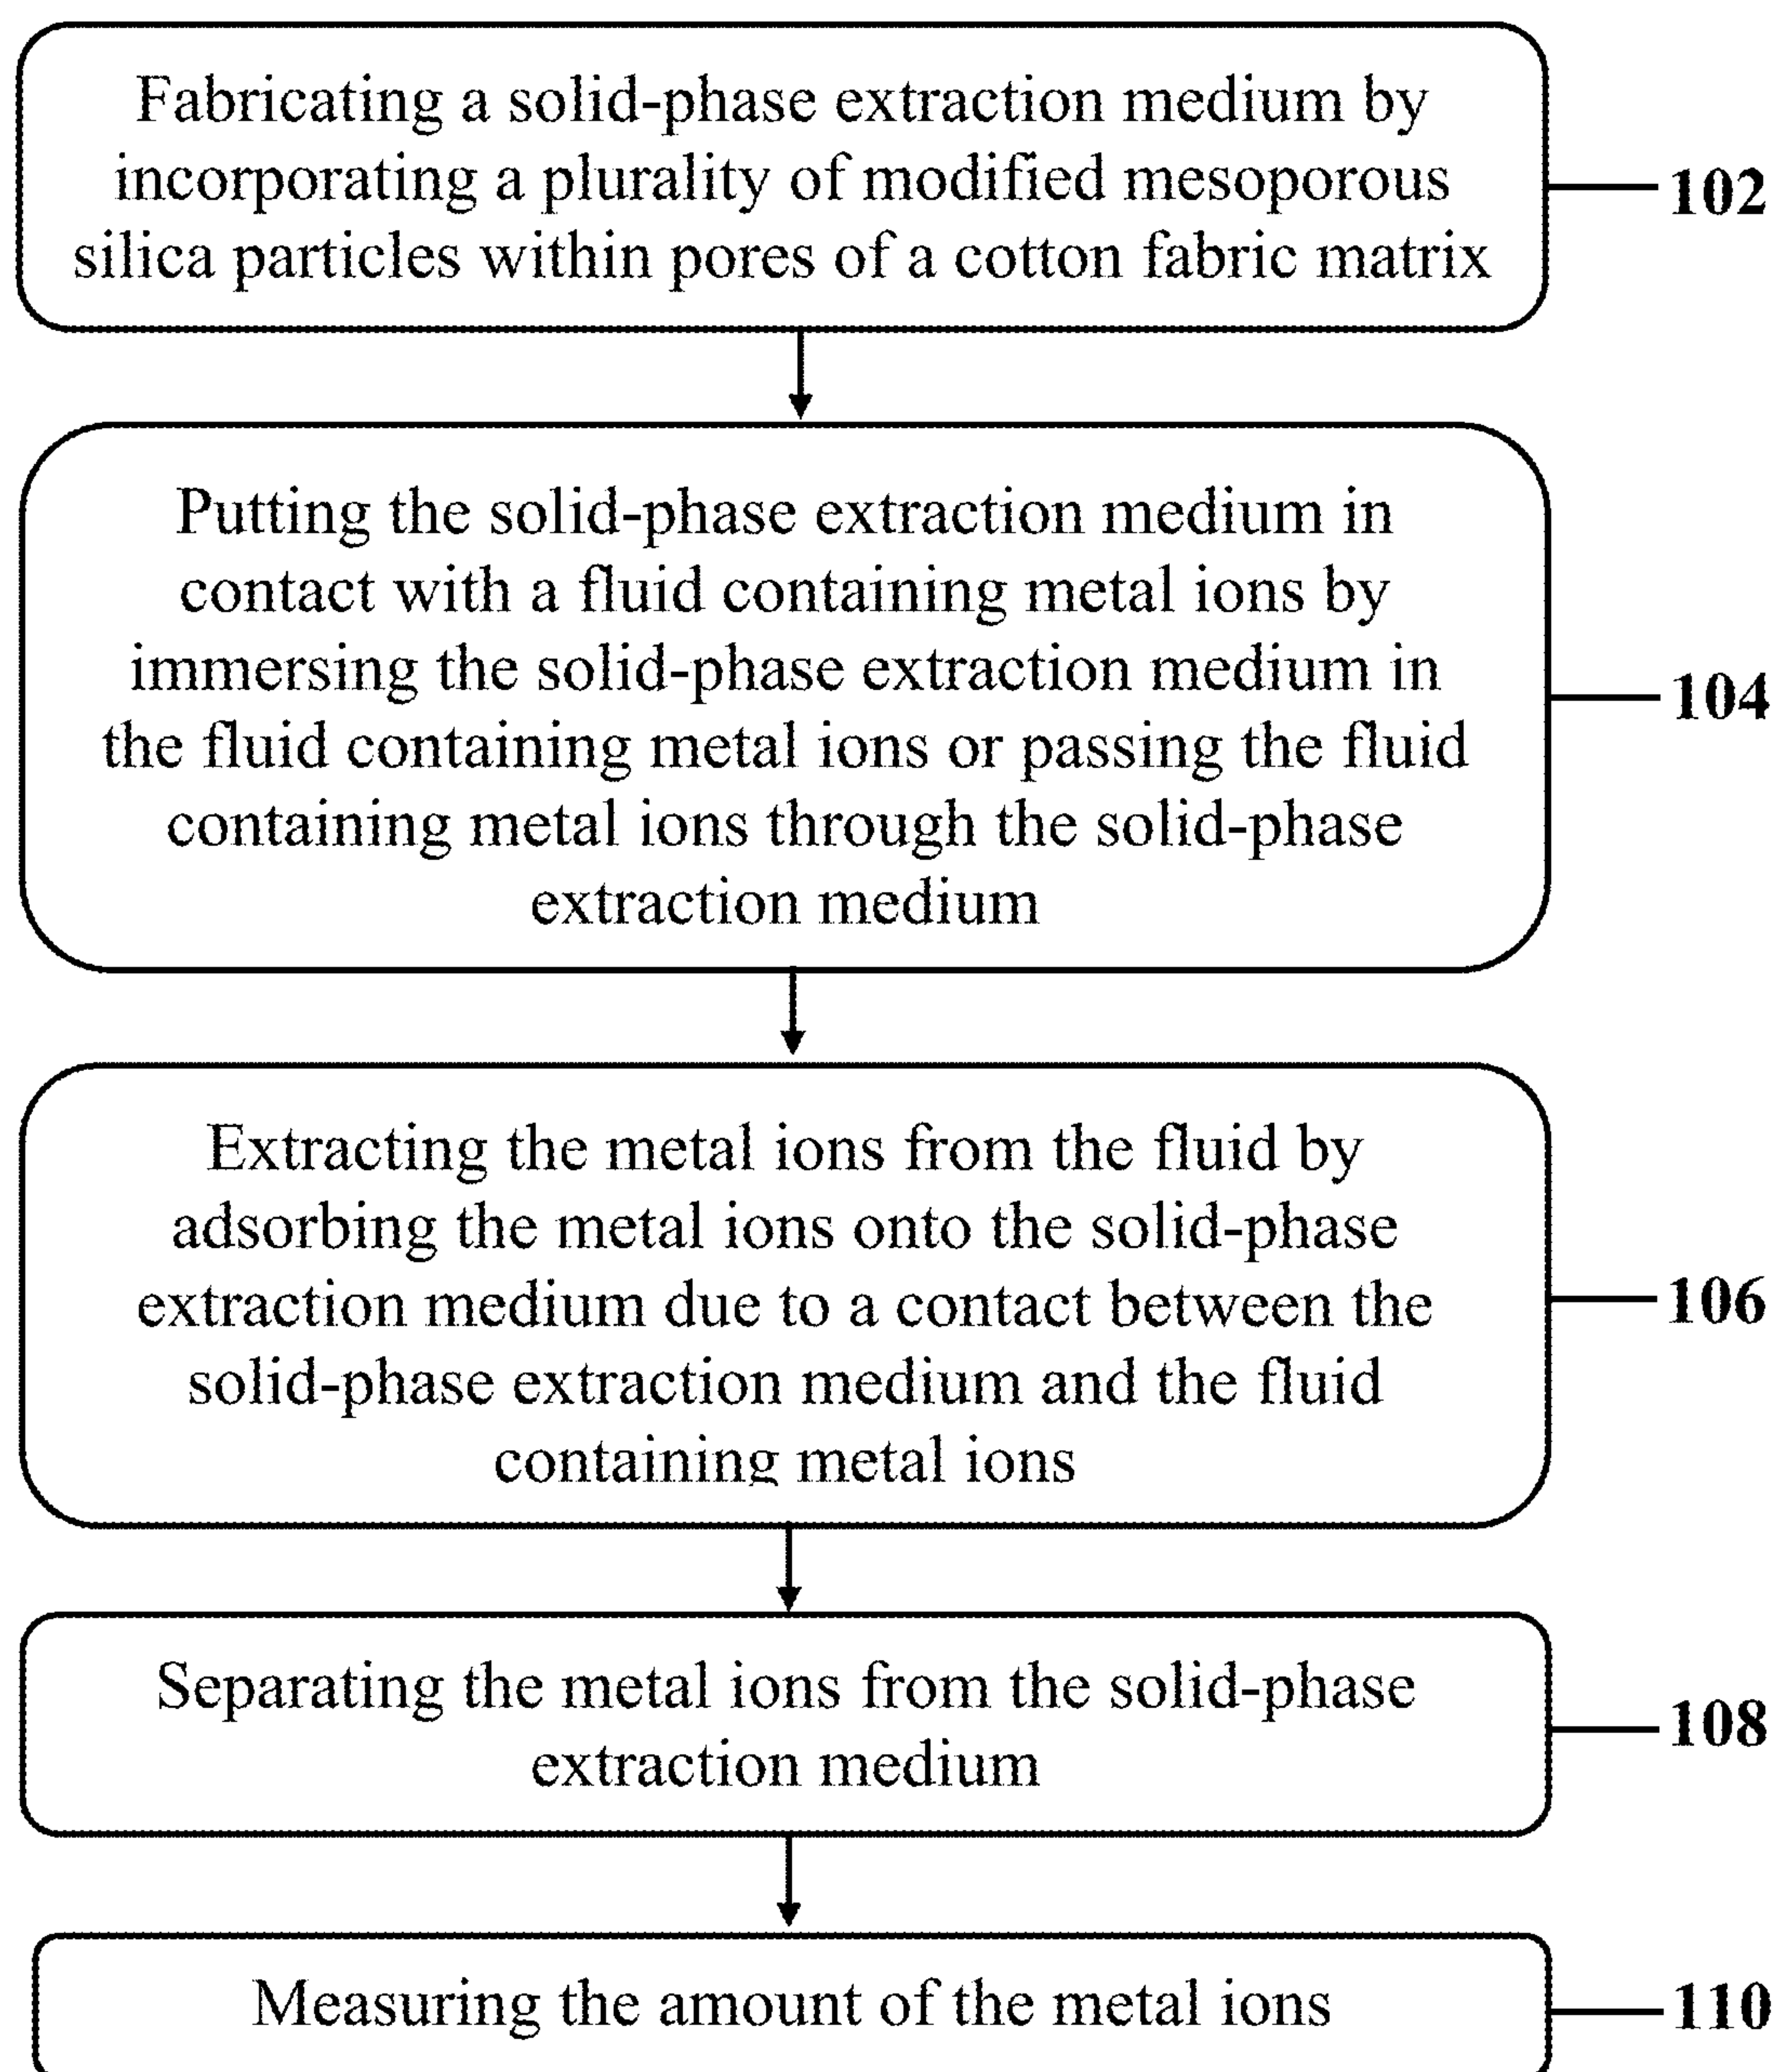 Fabricating a solid-phase extraction medium by
incorporating a plurality of modified mesoporous
silica particles within pores of a cotton fabric matrix
102
Putting the solid-phase extraction medium in
contact with a fluid containing metal ions by
immersing the solid-phase extraction medium in
the fluid containing metal ions or passing the fluid
containing metal ions through the solid-phase
extraction medium
104
Extracting the metal ions from the fluid by
adsorbing the metal ions onto the solid-phase
extraction medium due to a contact between the
solid-phase extraction medium and the fluid
containing metal ions
106
Separating the metal ions from the solid-phase
extraction medium
108
Measuring the amount of the metal ions
110